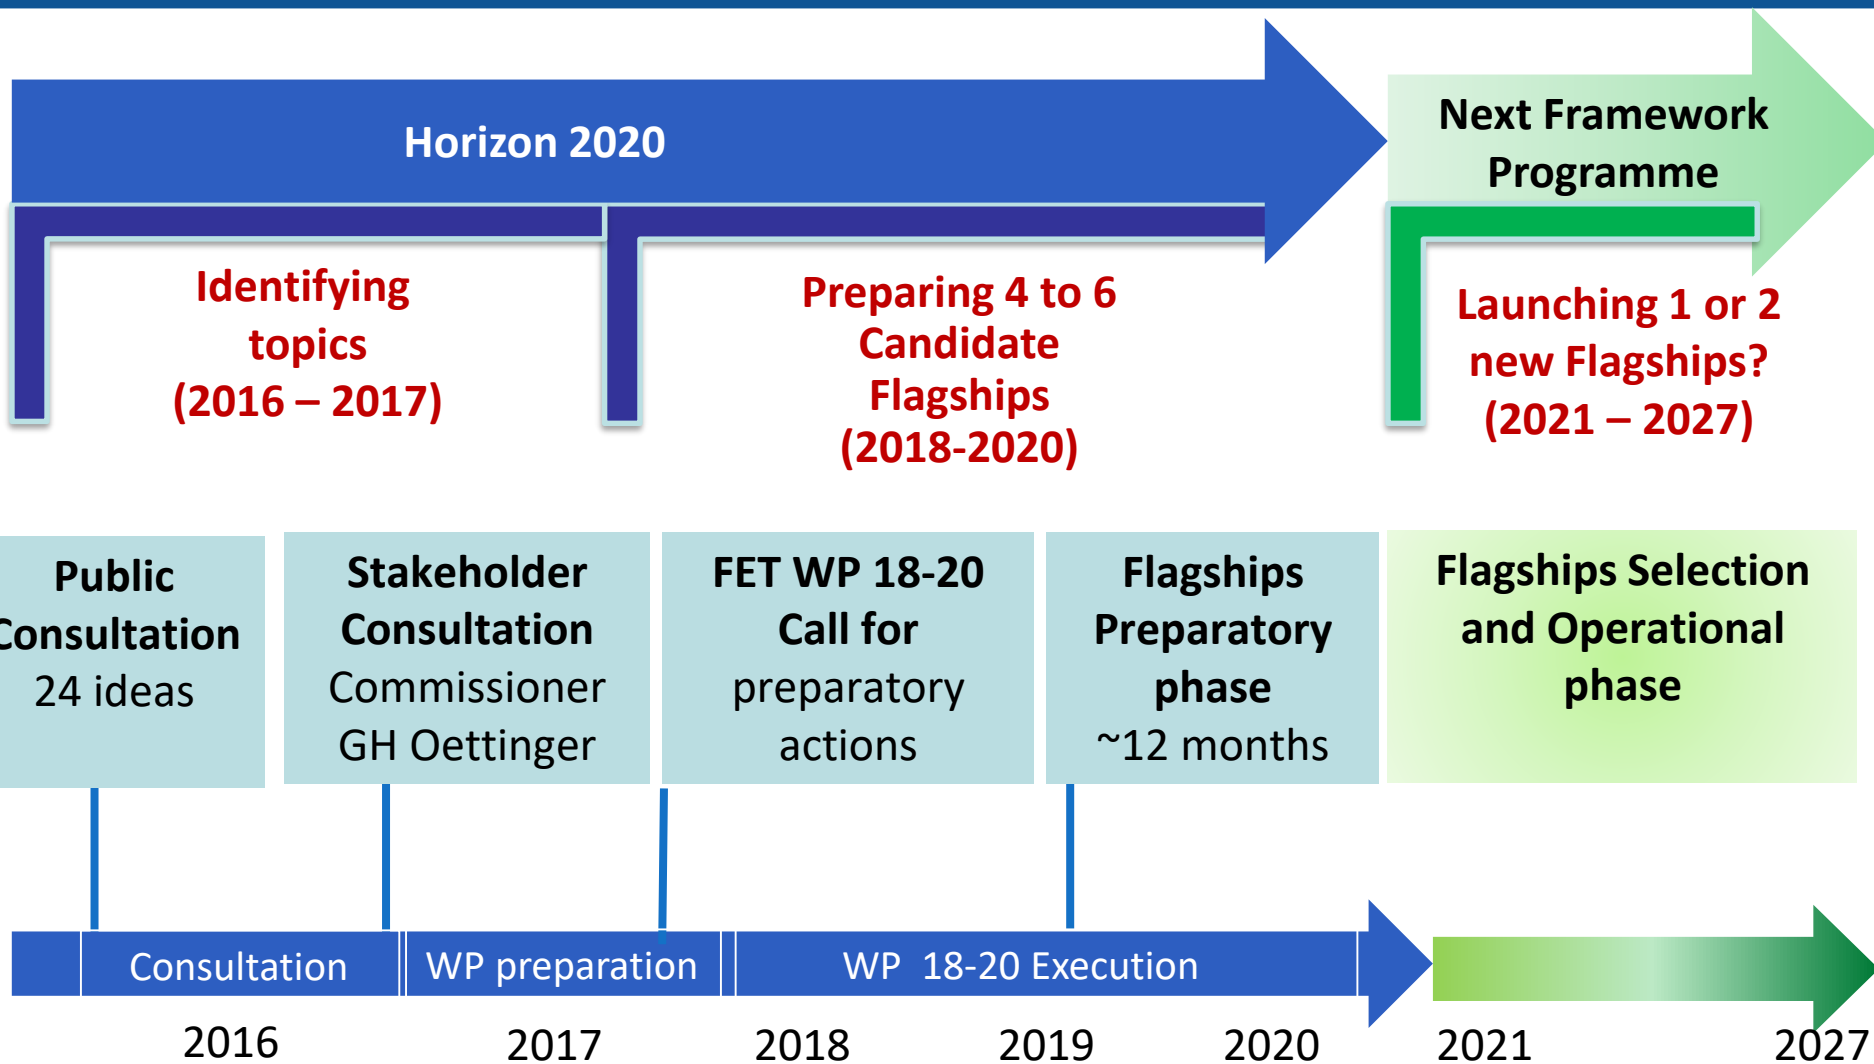 Horizon 2020
Next Framework
Programme
Identifying
topics
(2016 – 2017)
Preparing 4 to 6
Candidate
Flagships
(2018-2020)
Launching 1 or 2
new Flagships?
(2021 – 2027)
Public
Consultation
24 ideas
Stakeholder
Consultation
Commissioner
GH Oettinger
FET WP 18-20
Call for
preparatory
actions
Flagships
Preparatory
phase
~12 months
Flagships Selection
and Operational
phase
Consultation
WP preparation
WP 18-20 Execution
2016
2017
2018
2019
2020
2021
2027